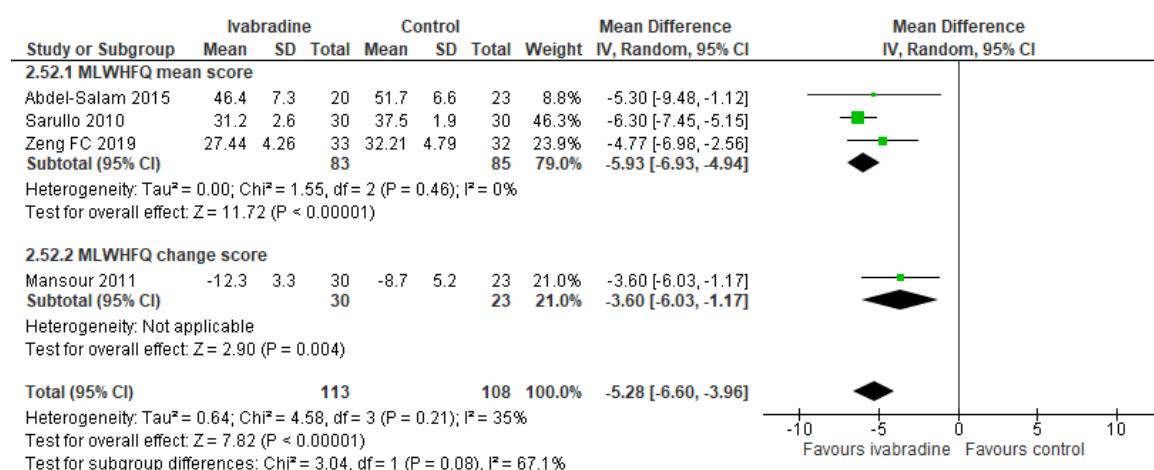 Ivabradine Control Mean Difference Mean Difference
Study or Subgroup Mean SD Total Mean SD Total Weight IV, Random, 95% CI IV, Random, 95% CI
2.52.1 MLWHFQ mean score
Abdel-Salam 2015 46.4 7.3 20 51.7 6.6 23 8.8% -5.30 [-9.48, -1.12]
Sarullo 2010 31.2 2.6 30 37.5 1.9 30 46.3% -6.30 [-7.45, -5.15]
Zeng FC 2019 27.44 4.26 33 32.21 4.79 32 23.9% -4.77 [-6.98, -2.56]
Subtotal (95% CI) 83 85 79.0% -5.93 [-6.93, -4.94]
Heterogeneity: Tau² = 0.00; Chi² = 1.55, df = 2 (P = 0.46); I² = 0%
Test for overall effect: Z = 11.72 (P < 0.00001)
2.52.2 MLWHFQ change score
Mansour 2011 -12.3 3.3 30 -8.7 5.2 23 21.0% -3.60 [-6.03, -1.17]
Subtotal (95% CI) 30 23 21.0% -3.60 [-6.03, -1.17]
Heterogeneity: Not applicable
Test for overall effect: Z = 2.90 (P = 0.004)
Total (95% CI) 113 108 100.0% -5.28 [-6.60, -3.96]
Heterogeneity: Tau² = 0.64; Chi² = 4.58, df = 3 (P = 0.21); I² = 35%
Test for overall effect: Z = 7.82 (P < 0.00001)
Test for subgroup differences: Chi² = 3.04, df = 1 (P = 0.08), I² = 67.1%
-10 -5 0 5 10
Favours ivabradine Favours control